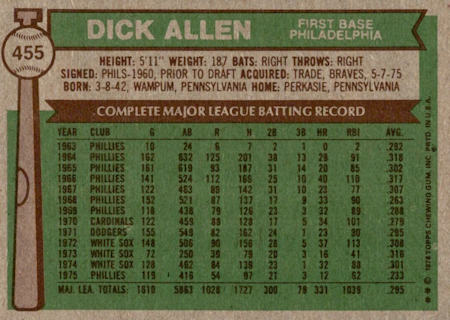 455
DICK ALLEN
FIRST BASE
PHILADELPHIA
HEIGHT: 5'11" WEIGHT: 187 BATS: RIGHT THROWS: RIGHT
SIGNED: PHILS-1960, PRIOR TO DRAFT ACQUIRED: TRADE, BRAVES, 5-7-75
BORN: 3-8-42, WAMPUM, PENNSYLVANIA HOME: PERKASIE, PENNSYLVANIA
COMPLETE MAJOR LEAGUE BATTING RECORD
YEAR CLUB G AB R H 2B 3B HR RBI AVG.
1963 PHILLIES 10 24 6 7 2 1 0 2 .292
1964 PHILLIES 162 632 125 201 38 13 29 91 .318
1965 PHILLIES 161 619 93 187 31 14 20 85 .302
1966 PHILLIES 141 524 112 166 25 10 40 110 .317
1967 PHILLIES 122 463 89 142 31 10 23 77 .307
1968 PHILLIES 152 521 87 137 17 9 33 90 .263
1969 PHILLIES 118 438 79 126 23 3 32 89 .288
1970 CARDINALS 122 459 88 128 17 5 34 101 .279
1971 DODGERS 155 549 82 162 24 1 23 90 .295
1972 WHITE SOX 148 506 90 156 28 5 37 113 .308
1973 WHITE SOX 72 250 39 79 20 3 16 41 .316
1974 WHITE SOX 128 462 84 139 23 1 32 88 .301
1975 PHILLIES 119 416 54 97 21 3 12 62 .233
MAJ. LEA. TOTALS 1610 5863 1028 1727 300 78 331 1039 .295
© 1976 TOPPS CHEWING GUM, INC. PRTD. IN U.S.A.